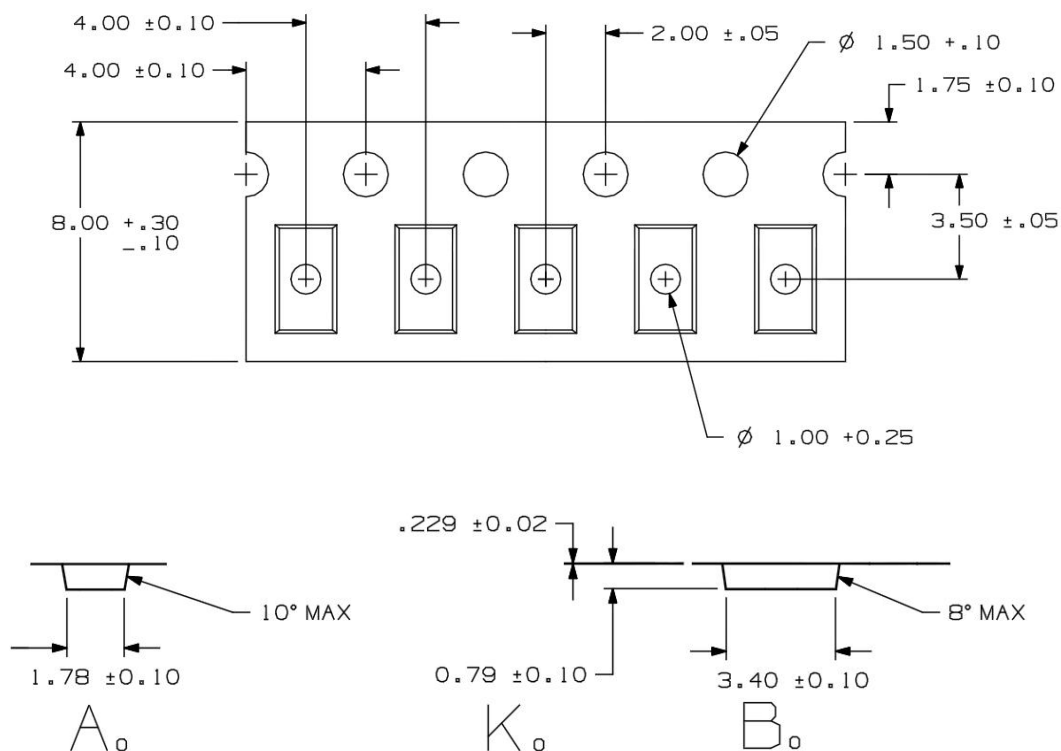 4.00 ±0.10
2.00 ±.05
Ø 1.50 +.10
4.00 ±0.10
1.75 ±0.10
8.00 +.30
-.10
3.50 ±.05
Ø 1.00 +0.25
.229 ±0.02
10° MAX
8° MAX
1.78 ±0.10
0.79 ±0.10
3.40 ±0.10
A₀
K₀
B₀